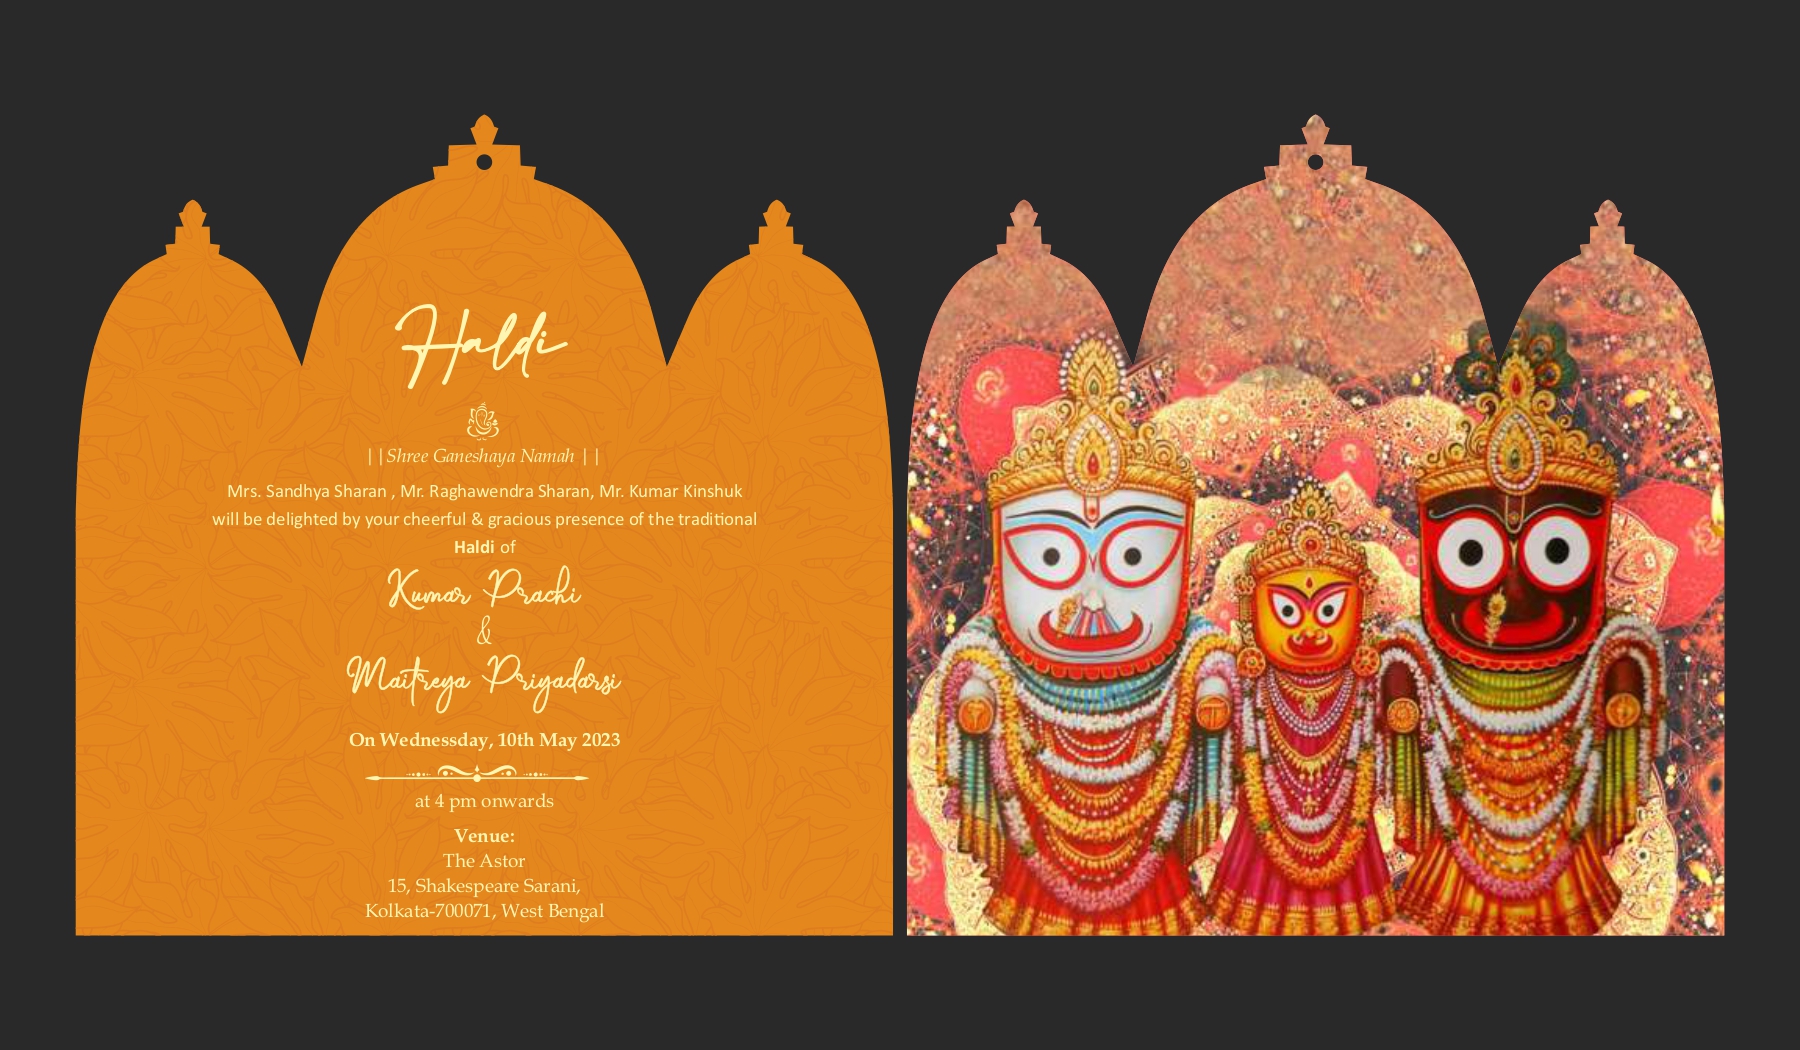 Haldi
||Shree Ganeshaya Namah ||
Mrs. Sandhya Sharan , Mr. Raghawendra Sharan, Mr. Kumar Kinshuk
will be delighted by your cheerful & gracious presence of the traditional
Haldi of
Kumar Prachi
&
Maitreya Priyadarsi
On Wednessday, 10th May 2023
at 4 pm onwards
Venue:
The Astor
15, Shakespeare Sarani,
Kolkata-700071, West Bengal